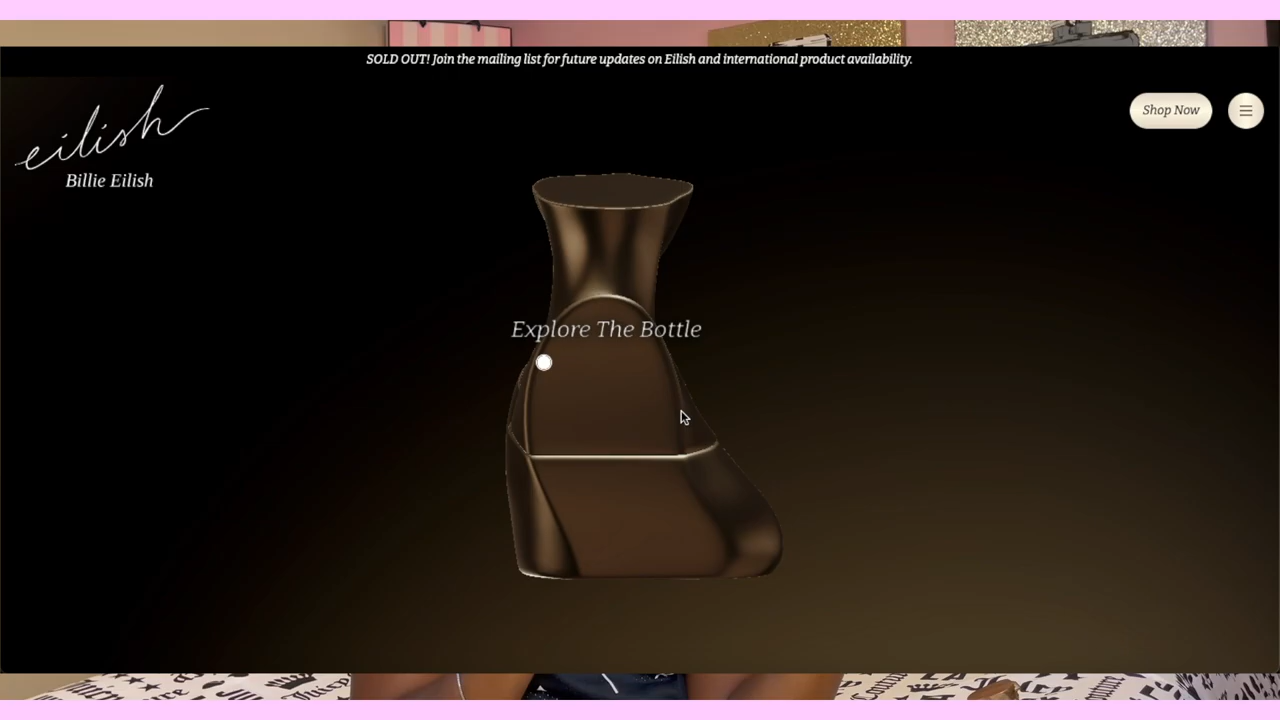 SOLD OUT! Join the mailing list for future updates on Eilish and international product availability.
eilish
Billie Eilish
Shop Now
Explore The Bottle
Juicy